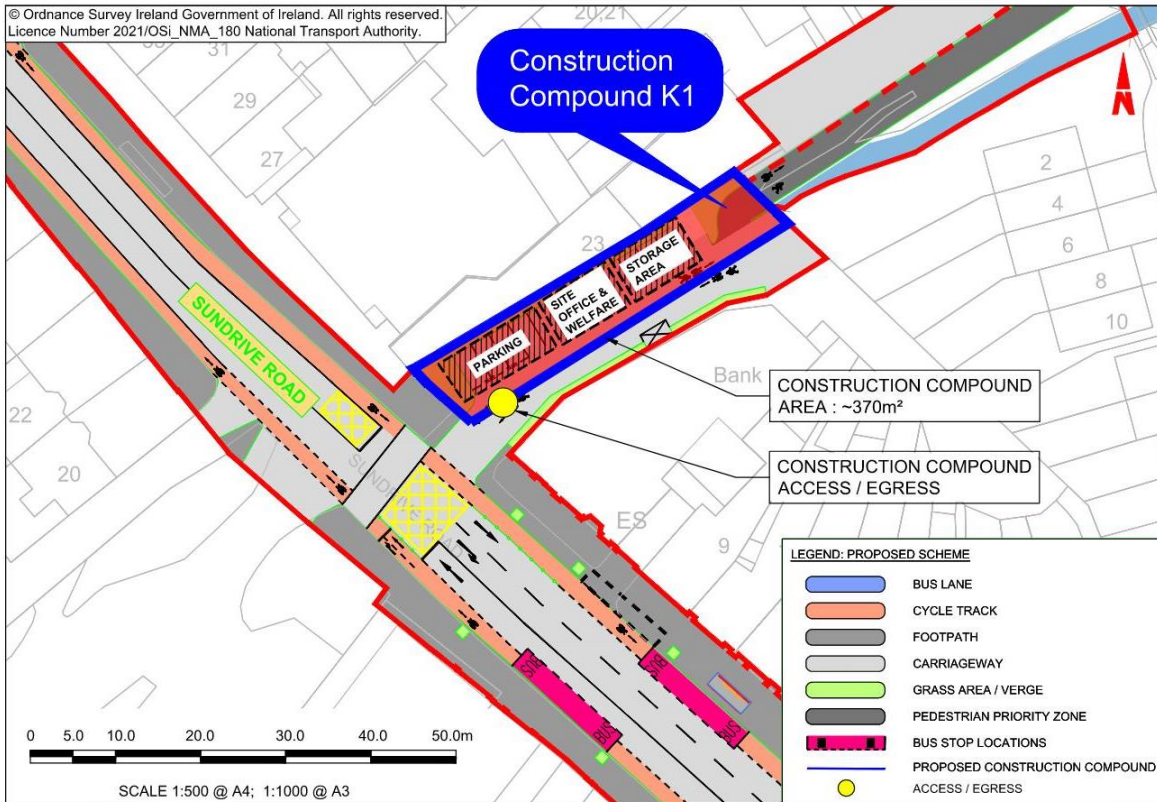 © Ordnance Survey Ireland Government of Ireland. All rights reserved.
Licence Number 2021/OSi_NMA_180 National Transport Authority.
20,21
31
29
27
Construction
Compound K1
N
2
4
6
8
10
23
STORAGE
AREA
SITE
OFFICE &
WELFARE
PARKING
SUNDRIVE ROAD
Bank
CONSTRUCTION COMPOUND
AREA : ~370m²
CONSTRUCTION COMPOUND
ACCESS / EGRESS
22
20
ES
9
BUS
BUS
BUS
BUS
LEGEND: PROPOSED SCHEME
BUS LANE
CYCLE TRACK
FOOTPATH
CARRIAGEWAY
GRASS AREA / VERGE
PEDESTRIAN PRIORITY ZONE
BUS STOP LOCATIONS
PROPOSED CONSTRUCTION COMPOUND
ACCESS / EGRESS
0 5.0 10.0 20.0 30.0 40.0 50.0m
SCALE 1:500 @ A4; 1:1000 @ A3